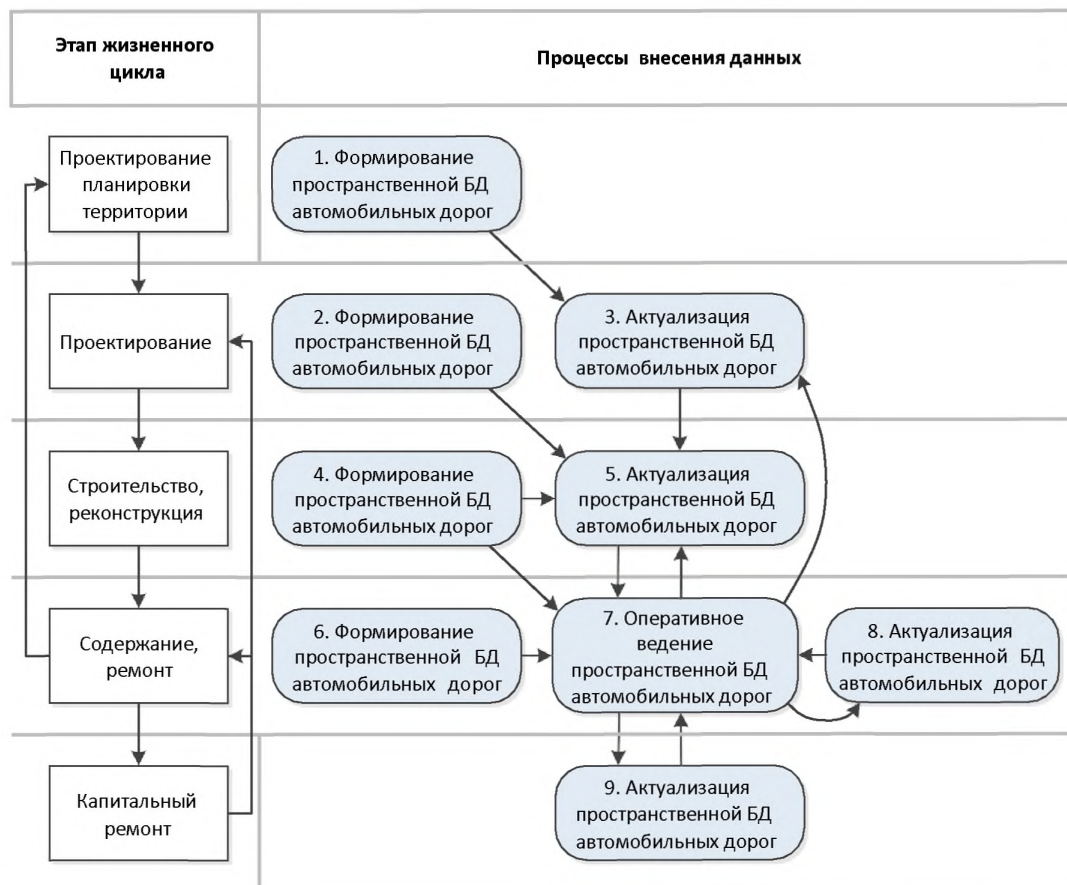 Этап жизненного
цикла
Процессы внесения данных
Проектирование
планировки
территории
1. Формирование
пространственной БД
автомобильных дорог
Проектирование
2. Формирование
пространственной БД
автомобильных дорог
3. Актуализация
пространственной БД
автомобильных дорог
Строительство,
реконструкция
4. Формирование
пространственной БД
автомобильных дорог
5. Актуализация
пространственной БД
автомобильных дорог
Содержание,
ремонт
6. Формирование
пространственной БД
автомобильных дорог
7. Оперативное
ведение
пространственной БД
автомобильных дорог
8. Актуализация
пространственной БД
автомобильных дорог
Капитальный
ремонт
9. Актуализация
пространственной БД
автомобильных дорог